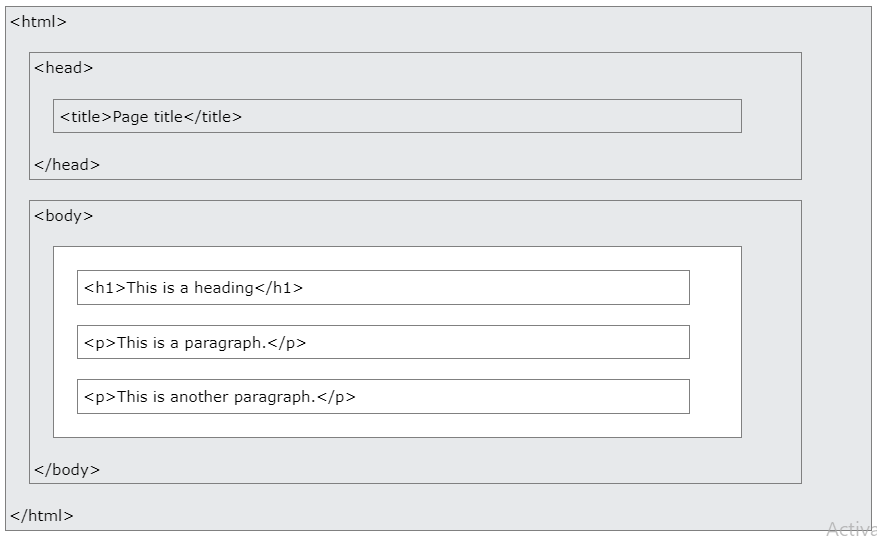 <html>
<head>
<title>Page title</title>
</head>
<body>
<h1>This is a heading</h1>
<p>This is a paragraph.</p>
<p>This is another paragraph.</p>
</body>
</html>
Activa